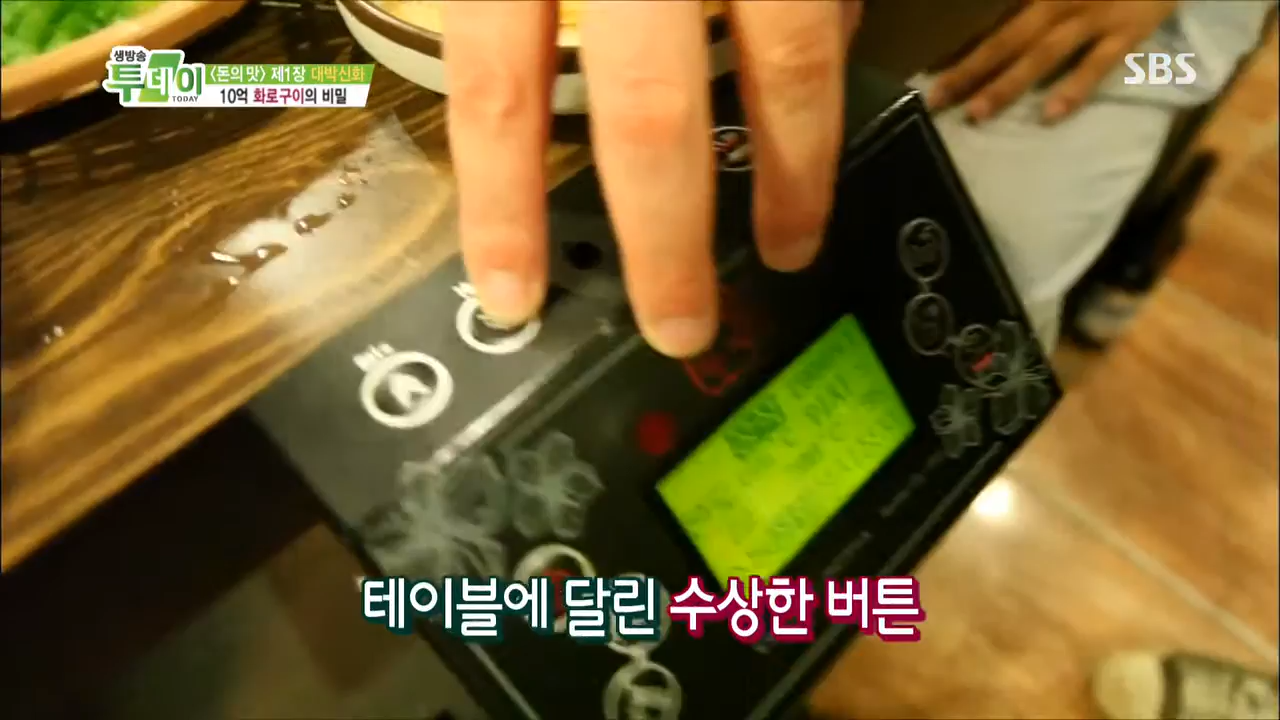 생방송
투데이
TODAY
<돈의 맛> 제1장 대박신화
10억 화로구이의 비밀
SBS
테이블에 달린 수상한 버튼